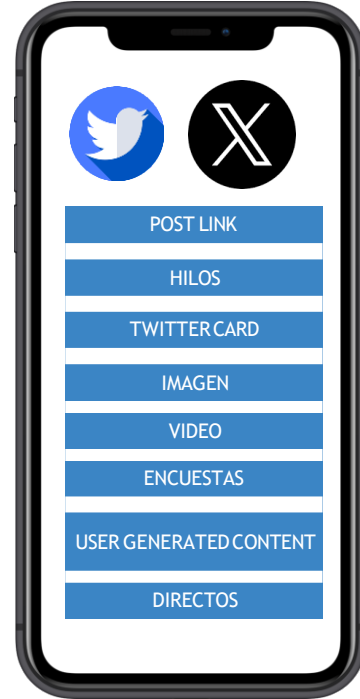 POST LINK
HILOS
TWITTER CARD
IMAGEN
VIDEO
ENCUESTAS
USER GENERATED CONTENT
DIRECTOS